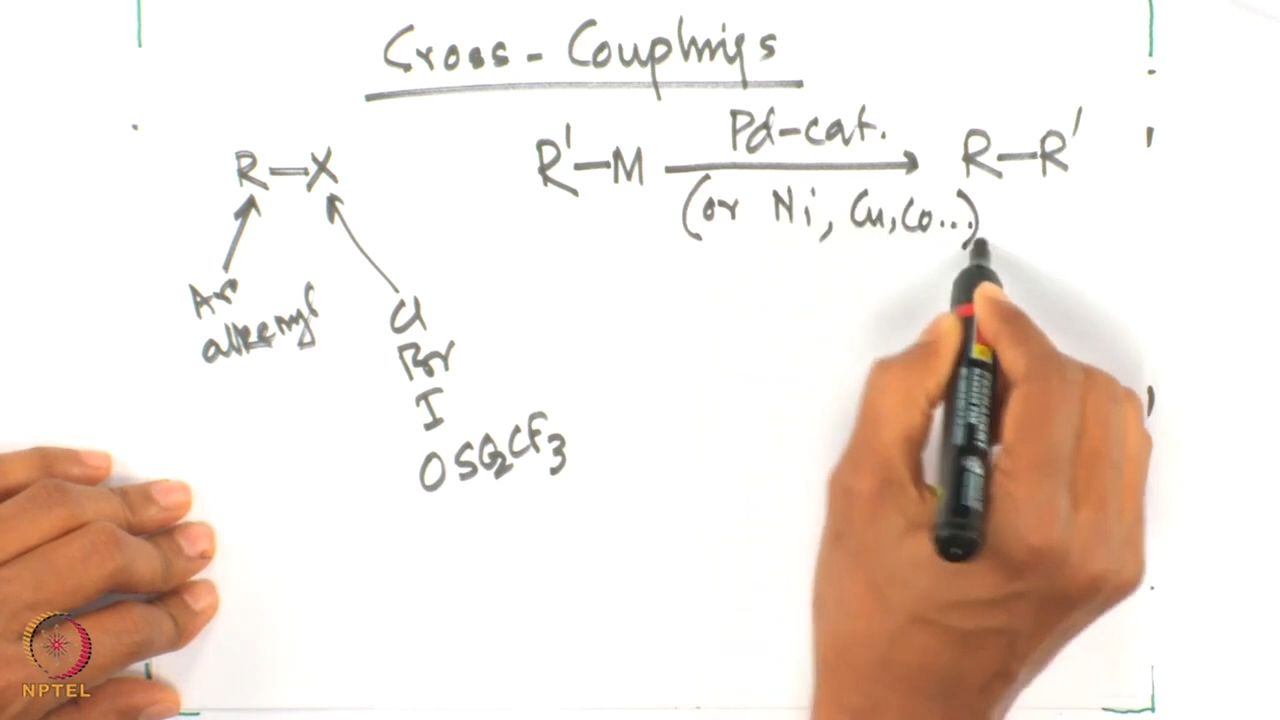 Cross-Couplings
R—X R'—M Pd-cat. R—R'
(or Ni, Cu, Co...)
Ar
alkenyl
Cl
Br
I
OSO2CF3
NPTEL